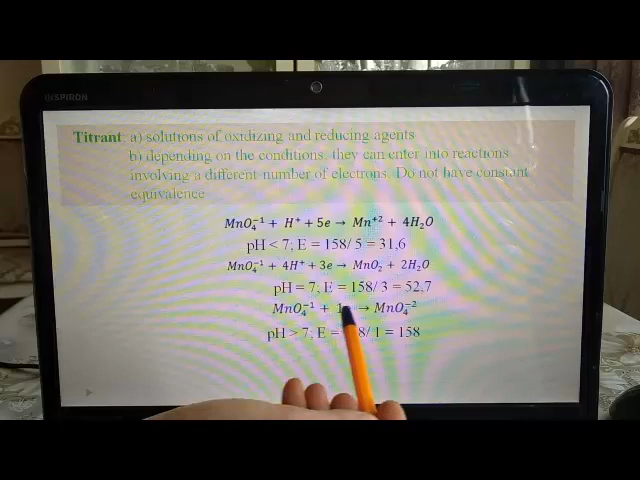 INSPIRON
Titrant: a) solutions of oxidizing and reducing agents
b) depending on the conditions, they can enter into reactions
involving a different number of electrons. Do not have constant
equivalence
MnO₄⁻¹ + H⁺ + 5e → Mn⁺² + 4H₂O
pH < 7; E = 158/ 5 = 31,6
MnO₄⁻¹ + 4H⁺ + 3e → MnO₂ + 2H₂O
pH = 7; E = 158/ 3 = 52,7
MnO₄⁻¹ + 1 → MnO₄⁻²
pH > 7; E = 8/ 1 = 158